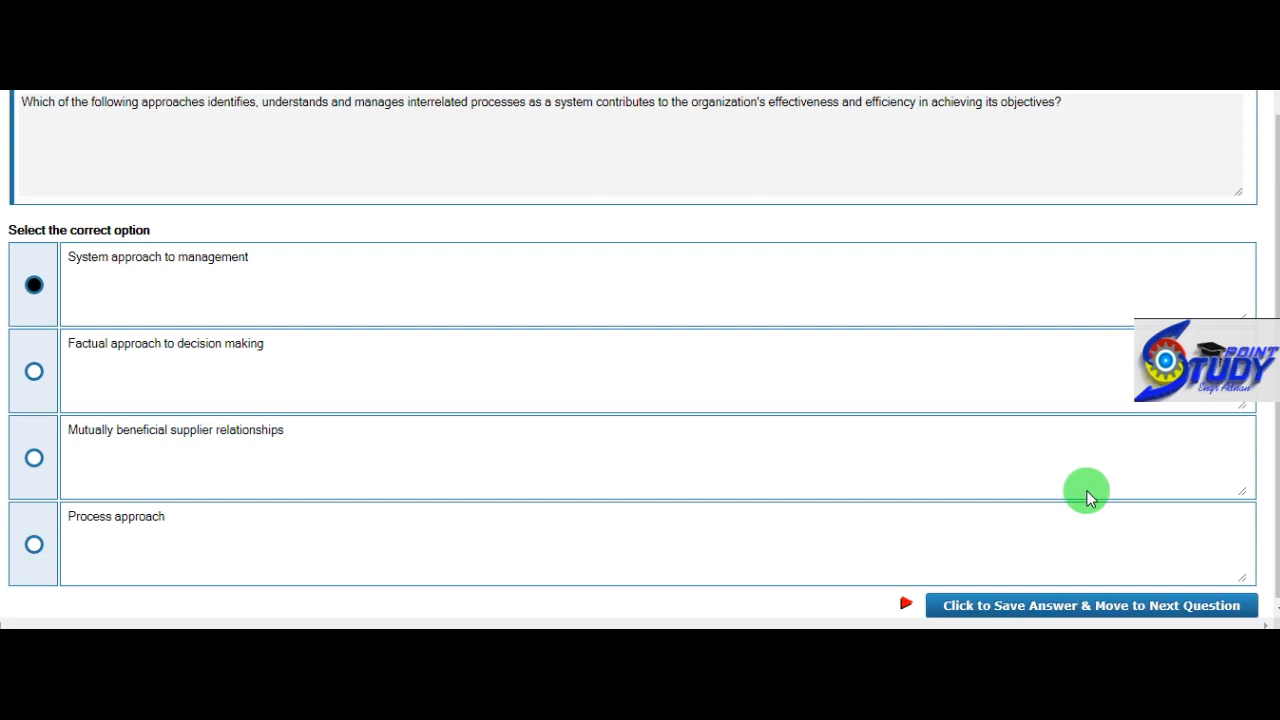 Which of the following approaches identifies, understands and manages interrelated processes as a system contributes to the organization's effectiveness and efficiency in achieving its objectives?
Select the correct option
System approach to management
Factual approach to decision making
Mutually beneficial supplier relationships
Process approach
POINT
STUDY
Engr Adnan
Click to Save Answer & Move to Next Question